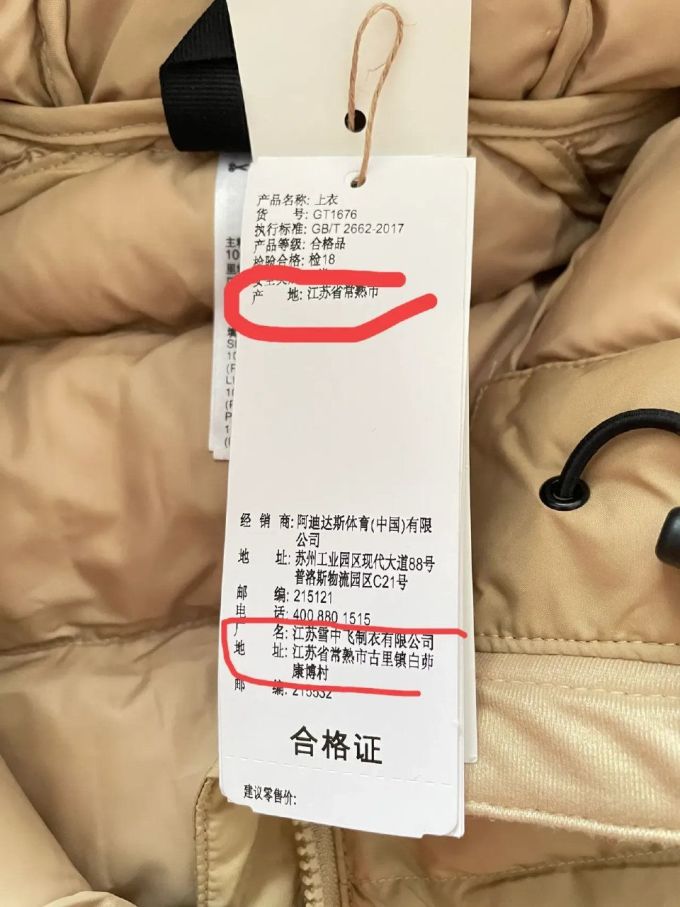 产品名称: 上衣
货 号: GT1676
执行标准: GB/T 2662-2017
产品等级: 合格品
检验合格: 检18
产 地: 江苏省常熟市
经 销 商: 阿迪达斯体育(中国)有限
公司
地 址: 苏州工业园区现代大道88号
普洛斯物流园区C21号
邮 编: 215121
电 话: 400 880 1515
厂 名: 江苏雪中飞制衣有限公司
地 址: 江苏省常熟市古里镇白茆
康博村
邮 编: 215532
合格证
建议零售价: